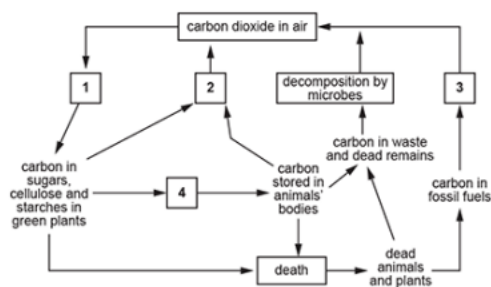 carbon dioxide in air
1
2
decomposition by
microbes
3
carbon in
sugars,
cellulose and
starches in
green plants
4
carbon
stored in
animals'
bodies
carbon in waste
and dead remains
carbon in
fossil fuels
death
dead
animals
and plants